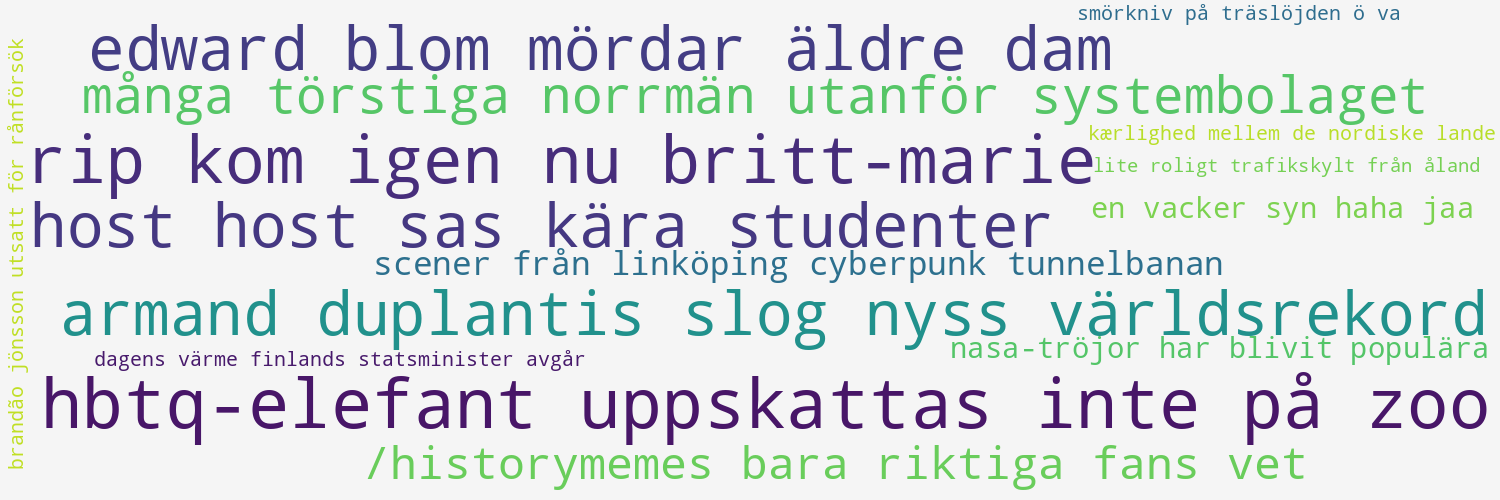 smörkniv på träslöjden ö va
edward blom mördar äldre dam
många törstiga norrmän utanför systembolaget
kærlighed mellem de nordiske lande
rip kom igen nu britt-marie
lite roligt trafikskylt från åland
en vacker syn haha jaa
host host sas kära studenter
scener från linköping cyberpunk tunnelbanan
armand duplantis slog nyss världsrekord
nasa-tröjor har blivit populära
dagens värme finlands statsminister avgår
hbtq-elefant uppskattas inte på zoo
/historymemes bara riktiga fans vet
brandão jönsson utsatt för rånförsök